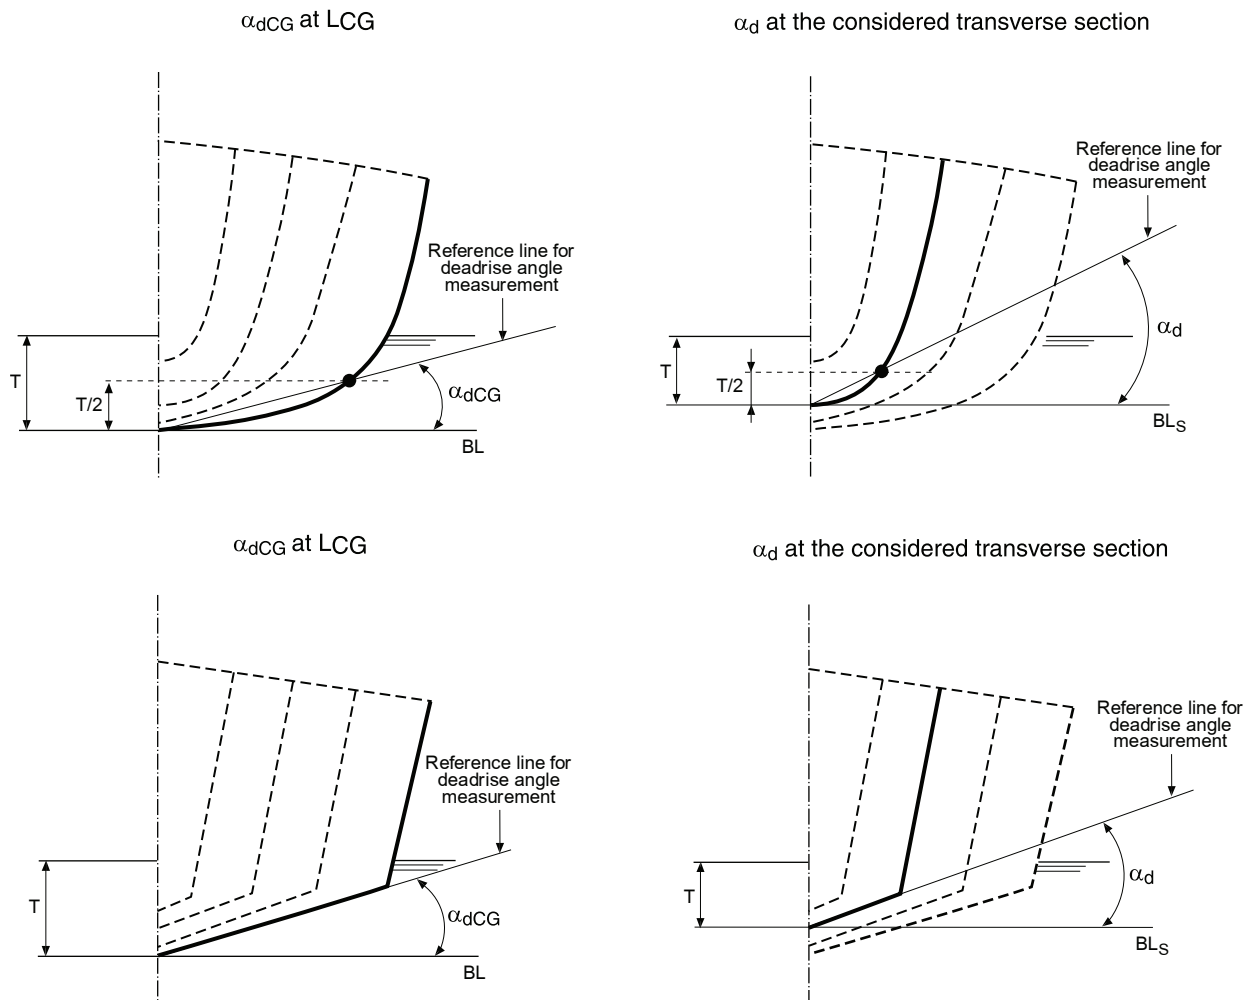 αdCG at LCG
αd at the considered transverse section
Reference line for
deadrise angle
measurement
T
T/2
αdCG
BL
Reference line for
deadrise angle
measurement
T
T/2
αd
BLS
αdCG at LCG
αd at the considered transverse section
Reference line for
deadrise angle
measurement
T
αdCG
BL
Reference line for
deadrise angle
measurement
T
αd
BLS